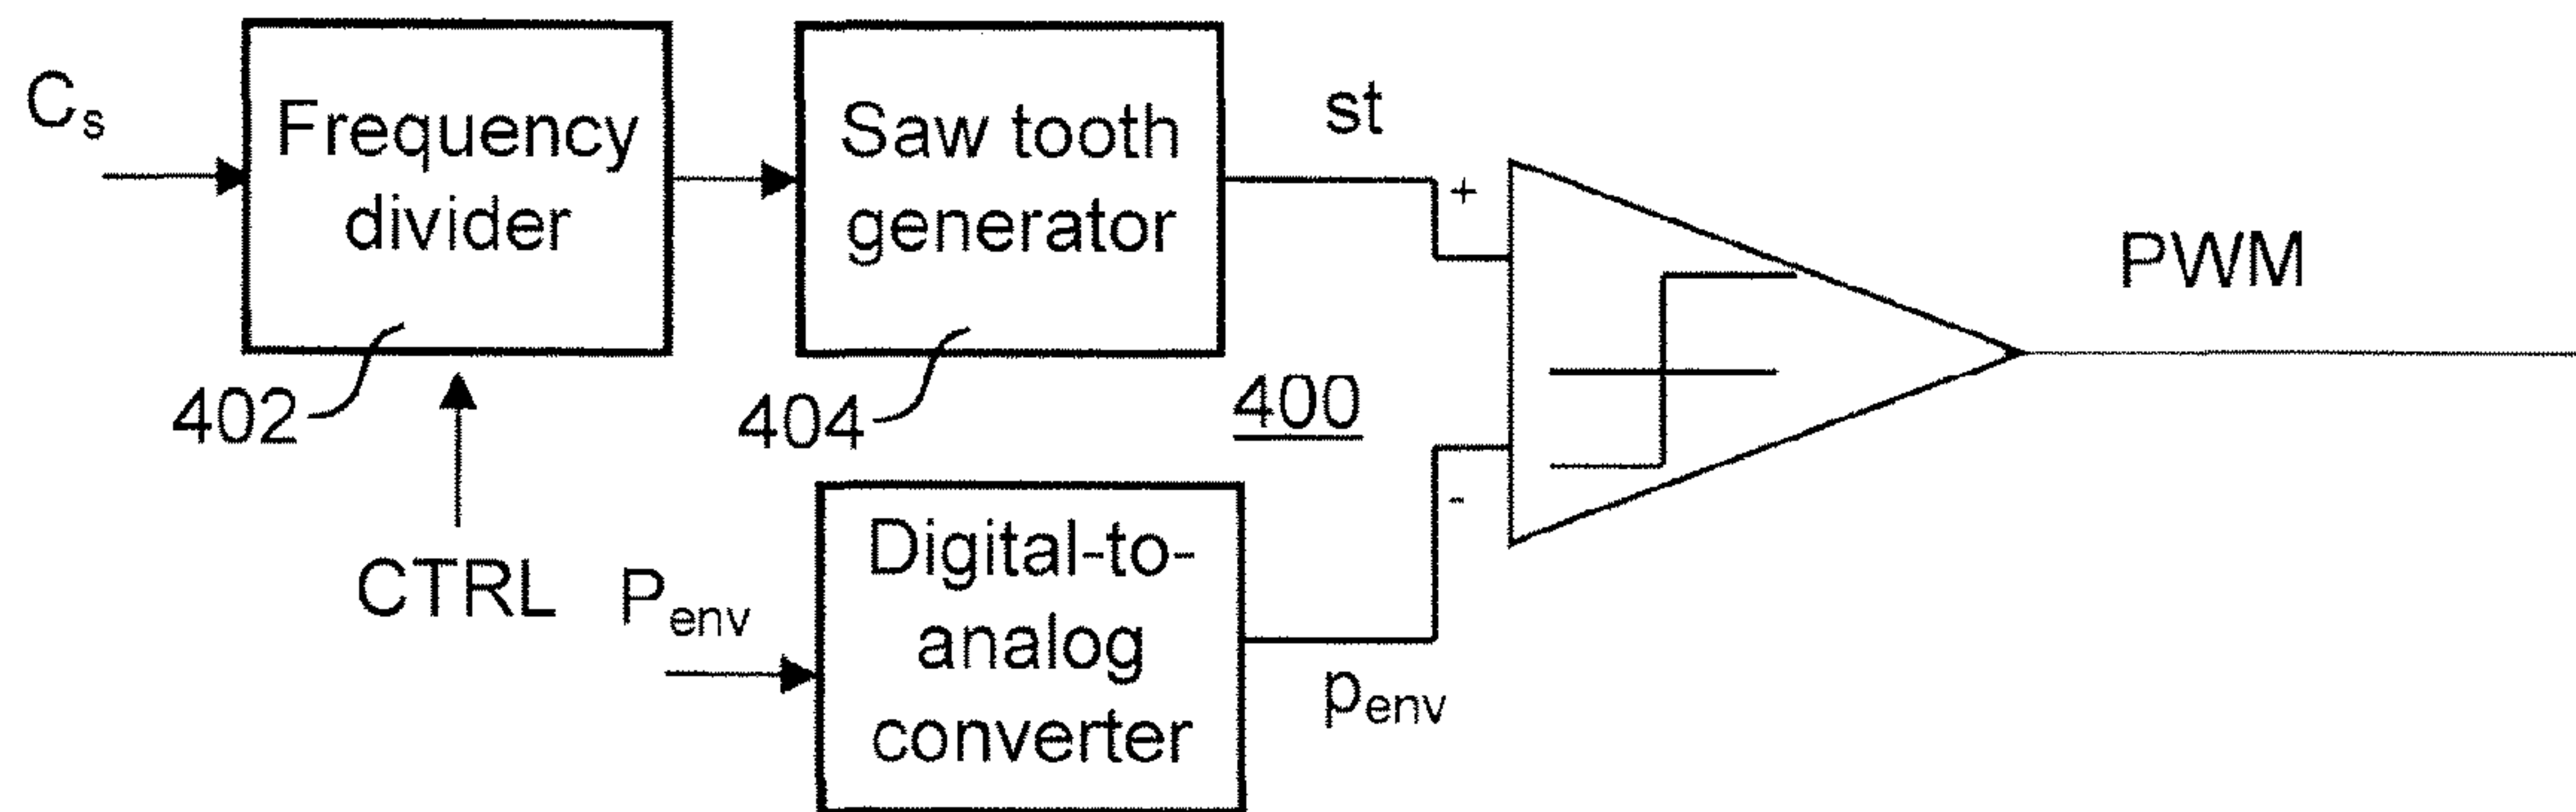 Cs
Frequency
divider
Saw tooth
generator
st
+
PWM
402
404
400
-
CTRL
Penv
Digital-to-
analog
converter
penv